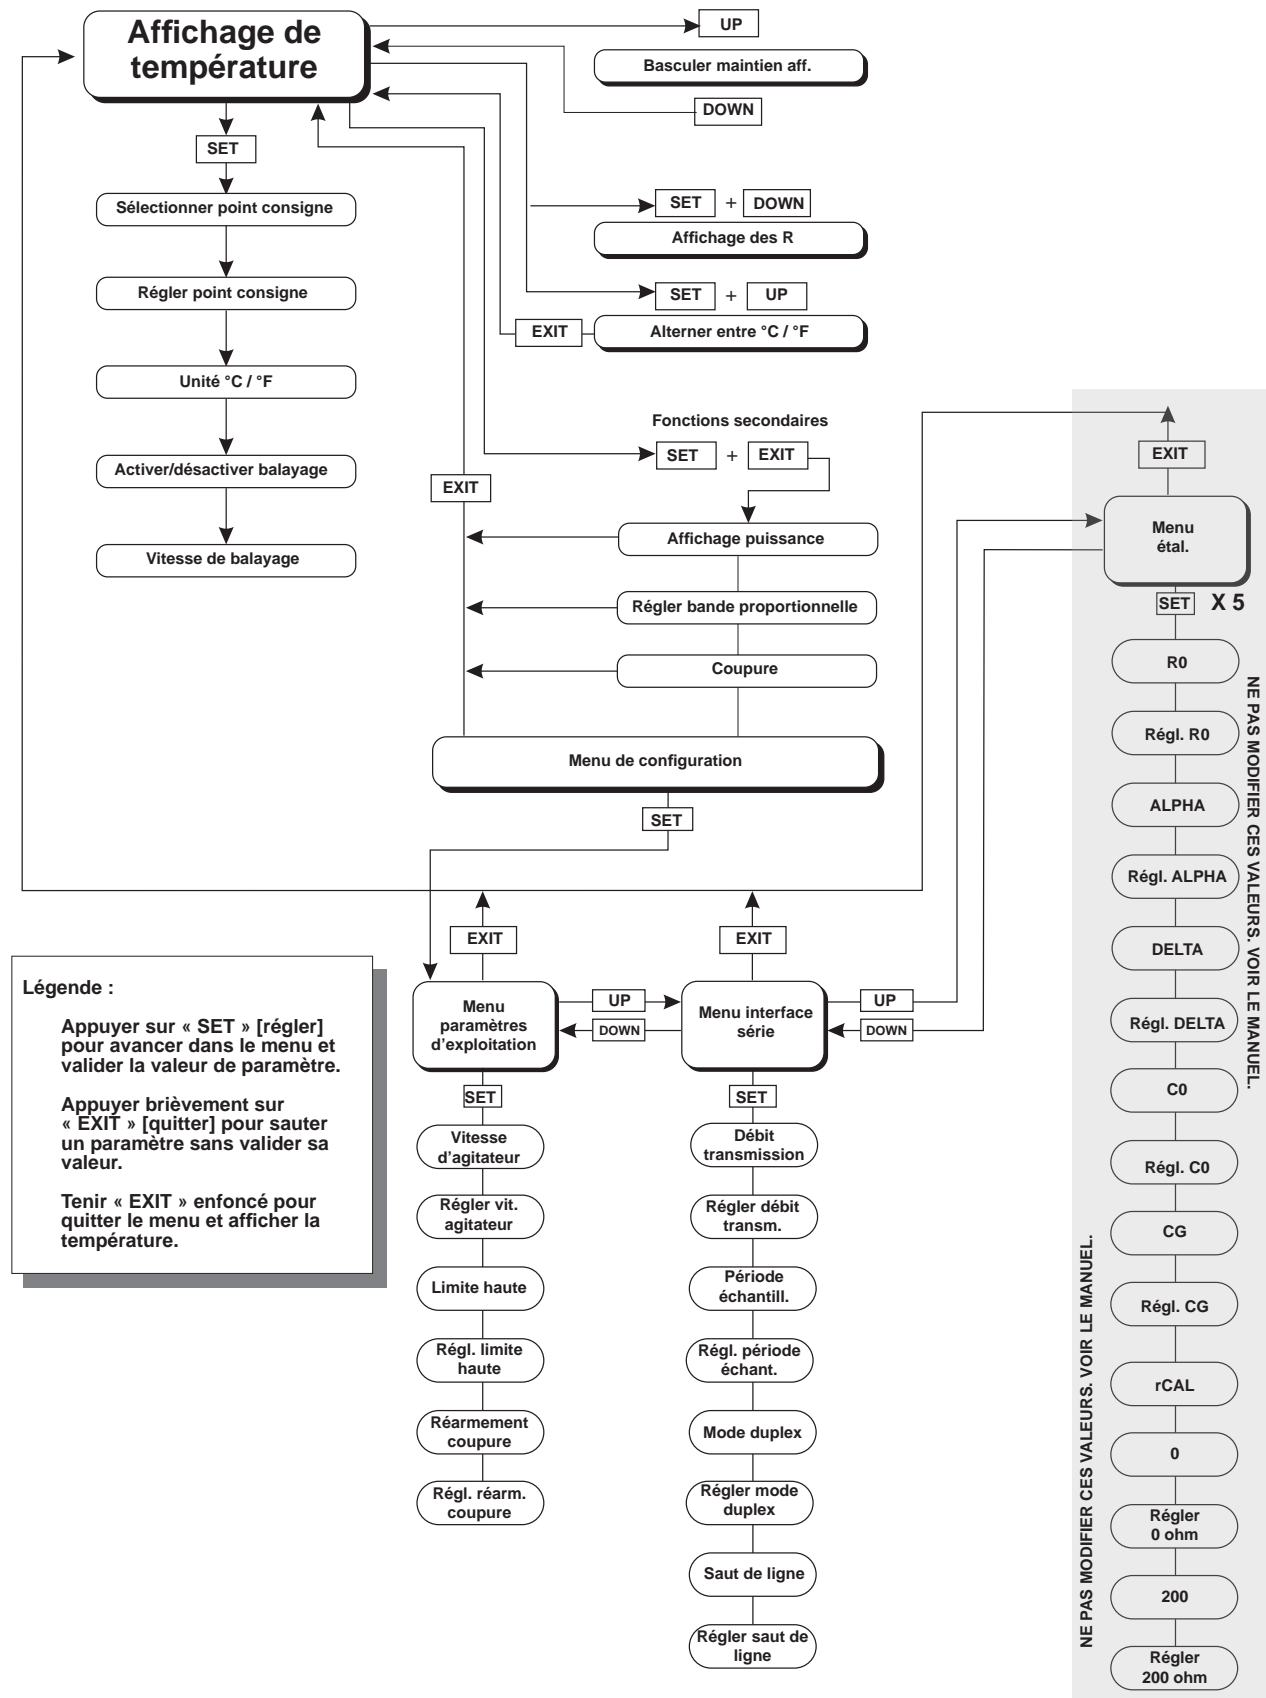 Affichage de
température
UP
Basculer maintien aff.
DOWN
SET
Sélectionner point consigne
Régler point consigne
Unité °C / °F
Activer/désactiver balayage
Vitesse de balayage
SET + DOWN
Affichage des R
SET + UP
EXIT
Alterner entre °C / °F
Fonctions secondaires
SET + EXIT
EXIT
Affichage puissance
Régler bande proportionnelle
Coupure
Menu de configuration
SET
EXIT
Menu
paramètres
d'exploitation
UP
DOWN
SET
Vitesse
d'agitateur
Régler vit.
agitateur
Limite haute
Régl. limite
haute
Réarmement
coupure
Régl. réarm.
coupure
EXIT
Menu interface
série
UP
DOWN
SET
Débit
transmission
Régler débit
transm.
Période
échantill.
Régl. période
échant.
Mode duplex
Régler mode
duplex
Saut de ligne
Régler saut de
ligne
EXIT
Menu
étal.
SET X 5
R0
Régl. R0
ALPHA
Régl. ALPHA
DELTA
Régl. DELTA
C0
Régl. C0
CG
Régl. CG
rCAL
0
Régler
0 ohm
200
Régler
200 ohm
NE PAS MODIFIER CES VALEURS. VOIR LE MANUEL.
NE PAS MODIFIER CES VALEURS. VOIR LE MANUEL.
Légende :
Appuyer sur « SET » [régler]
pour avancer dans le menu et
valider la valeur de paramètre.
Appuyer brièvement sur
« EXIT » [quitter] pour sauter
un paramètre sans valider sa
valeur.
Tenir « EXIT » enfoncé pour
quitter le menu et afficher la
température.